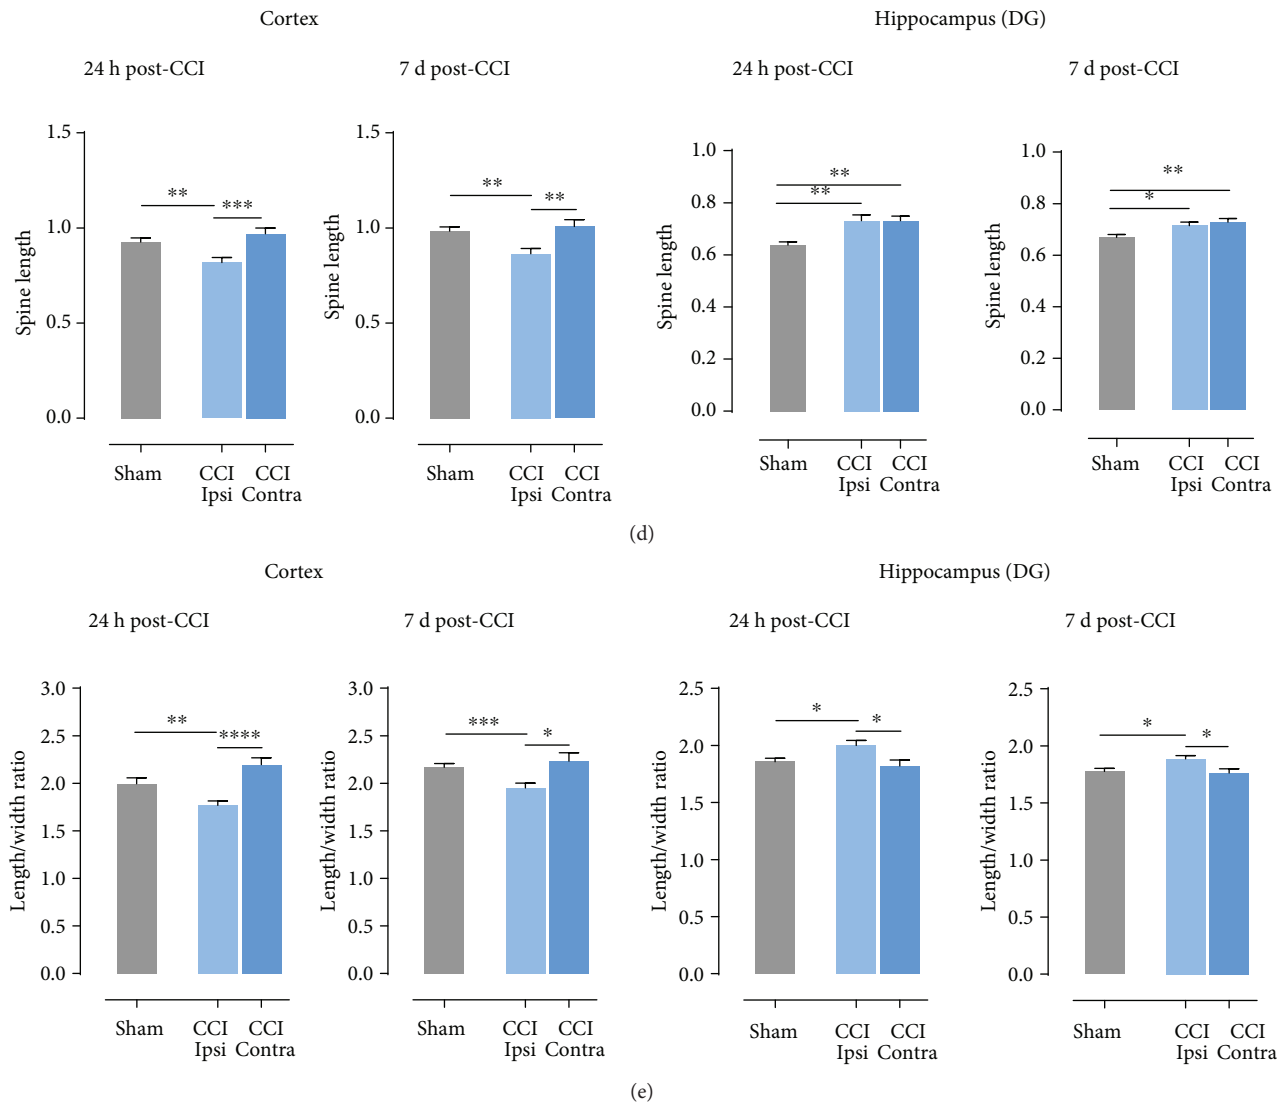 Cortex
Hippocampus (DG)
24 h post-CCI
7 d post-CCI
24 h post-CCI
7 d post-CCI
Spine length
1.5
1.0
0.5
0.0
**
***
Sham
CCI Ipsi
CCI Contra
Spine length
1.5
1.0
0.5
0.0
**
**
Sham
CCI Ipsi
CCI Contra
Spine length
1.0
0.8
0.6
0.4
0.2
0.0
**
**
Sham
CCI Ipsi
CCI Contra
Spine length
1.0
0.8
0.6
0.4
0.2
0.0
**
*
Sham
CCI Ipsi
CCI Contra
(d)
Cortex
Hippocampus (DG)
24 h post-CCI
7 d post-CCI
24 h post-CCI
7 d post-CCI
Length/width ratio
3.0
2.5
2.0
1.5
1.0
0.5
0.0
**
****
Sham
CCI Ipsi
CCI Contra
Length/width ratio
3.0
2.5
2.0
1.5
1.0
0.5
0.0
***
*
Sham
CCI Ipsi
CCI Contra
Length/width ratio
2.5
2.0
1.5
1.0
0.5
0.0
*
*
Sham
CCI Ipsi
CCI Contra
Length/width ratio
2.5
2.0
1.5
1.0
0.5
0.0
*
*
Sham
CCI Ipsi
CCI Contra
(e)